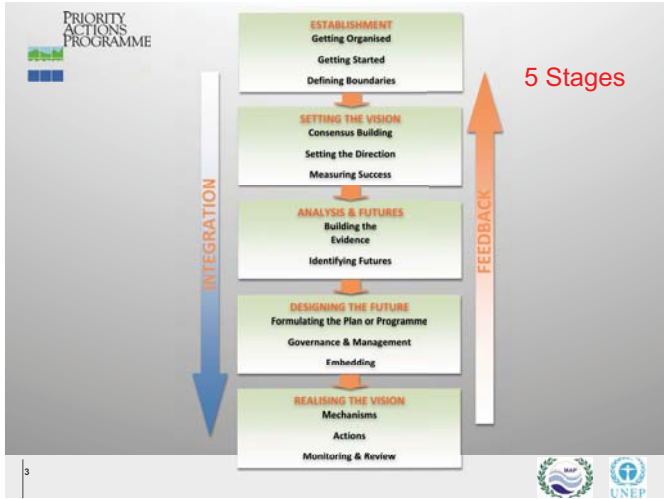 PRIORITY
ACTIONS
PROGRAMME
5 Stages
ESTABLISHMENT
Getting Organised
Getting Started
Defining Boundaries
SETTING THE VISION
Consensus Building
Setting the Direction
Measuring Success
ANALYSIS & FUTURES
Building the
Evidence
Identifying Futures
DESIGNING THE FUTURE
Formulating the Plan or Programme
Governance & Management
Embedding
REALISING THE VISION
Mechanisms
Actions
Monitoring & Review
INTEGRATION
FEEDBACK
3
MAP
UNEP